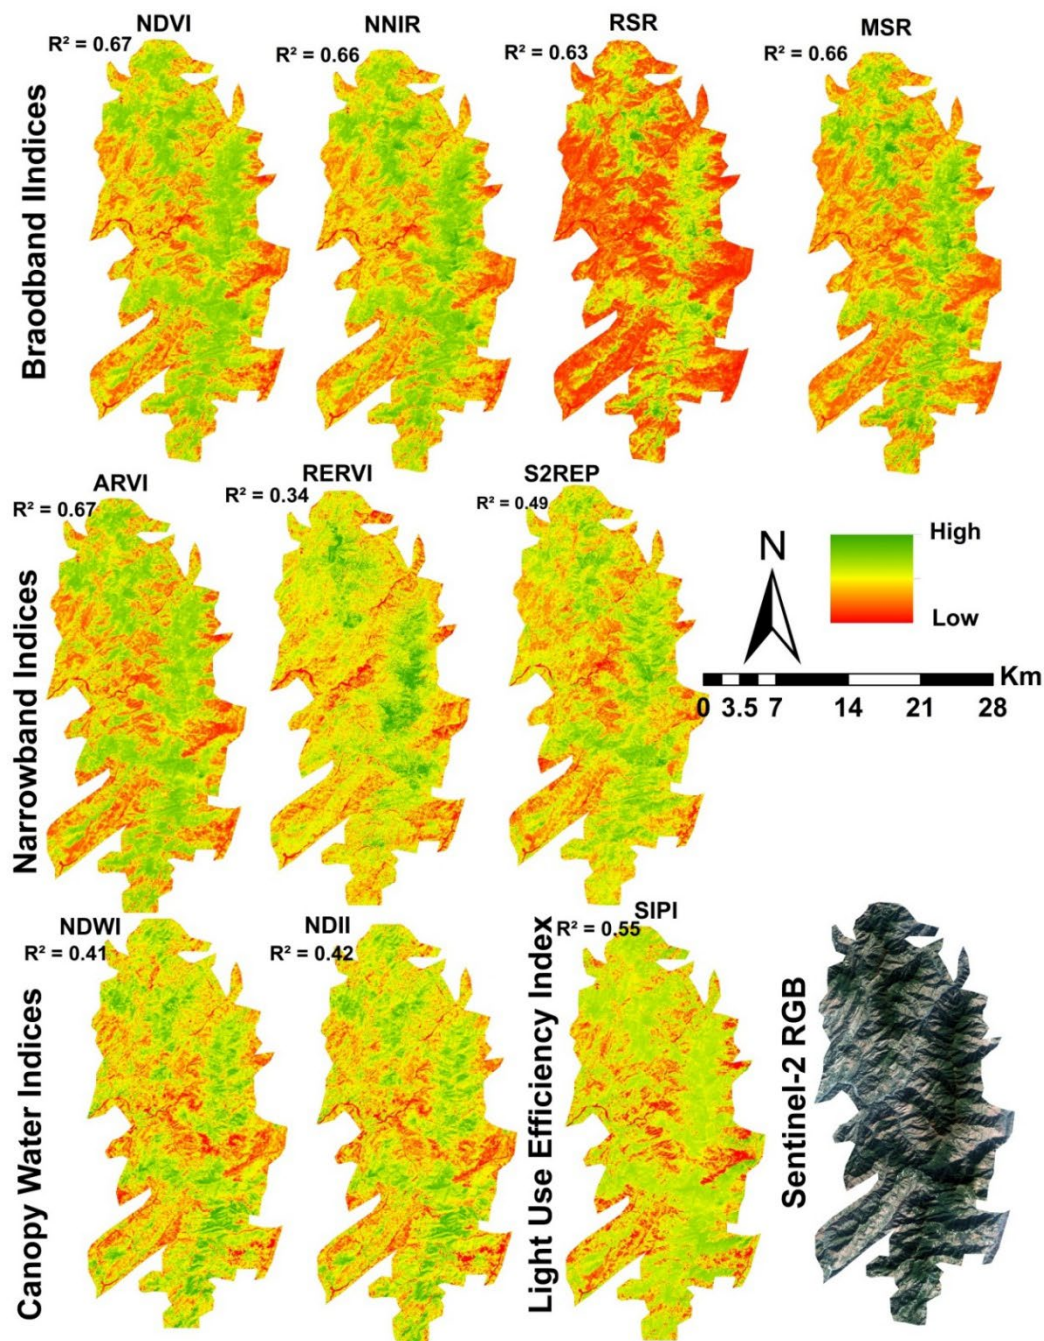 NDVI
R² = 0.67
NNIR
R² = 0.66
RSR
R² = 0.63
MSR
R² = 0.66
Braodband IIndices
ARVI
R² = 0.67
RERVI
R² = 0.34
S2REP
R² = 0.49
Narrowband Indices
N
High
Low
Km
0 3.5 7 14 21 28
NDWI
R² = 0.41
NDII
R² = 0.42
SIPI
R² = 0.55
Canopy Water Indices
Light Use Efficiency Index
Sentinel-2 RGB